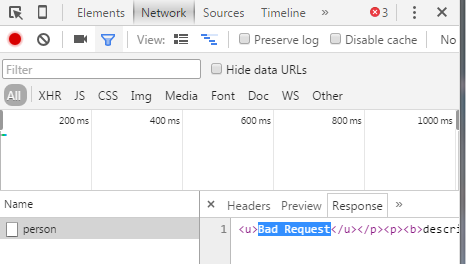 Elements Network Sources Timeline » 3
View: Preserve log Disable cache No
Filter Hide data URLs
All XHR JS CSS Img Media Font Doc WS Other
200 ms 400 ms 600 ms 800 ms 1000 ms
Name × Headers Preview Response »
person 1 <u>Bad Request</u></p><p><b>descri